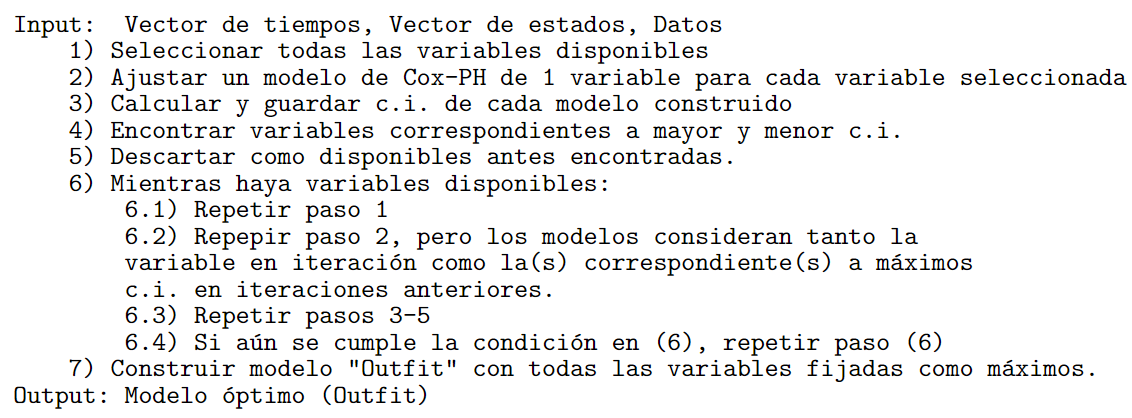 Input:  Vector de tiempos, Vector de estados, Datos
1) Seleccionar todas las variables disponibles
2) Ajustar un modelo de Cox-PH de 1 variable para cada variable seleccionada
3) Calcular y guardar c.i. de cada modelo construido
4) Encontrar variables correspondientes a mayor y menor c.i.
5) Descartar como disponibles antes encontradas.
6) Mientras haya variables disponibles:
6.1) Repetir paso 1
6.2) Repepir paso 2, pero los modelos consideran tanto la
variable en iteración como la(s) correspondiente(s) a máximos
c.i. en iteraciones anteriores.
6.3) Repetir pasos 3-5
6.4) Si aún se cumple la condición en (6), repetir paso (6)
7) Construir modelo "Outfit" con todas las variables fijadas como máximos.
Output: Modelo óptimo (Outfit)